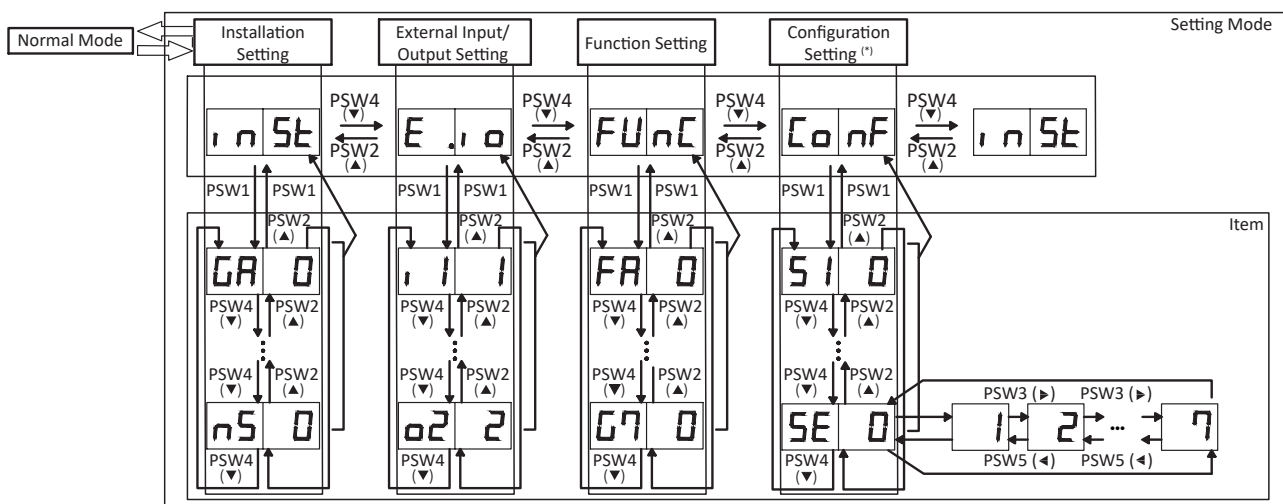 Setting Mode
Normal Mode
Installation
Setting
External Input/
Output Setting
Function Setting
Configuration
Setting (*)
PSW4 PSW4 PSW4 PSW4
(▼) (▼) (▼) (▼)
inSt E.io FUnC ConF inSt
PSW2 PSW2 PSW2 PSW2
(▲) (▲) (▲) (▲)
PSW1 PSW1 PSW1 PSW1 PSW1 PSW1 PSW1 PSW1
Item
PSW2 PSW2 PSW2 PSW2
(▲) (▲) (▲) (▲)
GA 0 i1 1 FA 0 S1 0
PSW4 PSW2 PSW4 PSW2 PSW4 PSW2 PSW4 PSW2
(▼) (▲) (▼) (▲) (▼) (▲) (▼) (▲)
PSW4 PSW2 PSW4 PSW2 PSW4 PSW2 PSW4 PSW2
(▼) (▲) (▼) (▲) (▼) (▲) (▼) (▲)
PSW3 (▶) PSW3 (▶)
nS 0 o2 2 G7 0 SE 0 1 2 ... 7
PSW5 (◀) PSW5 (◀)
PSW4 PSW4 PSW4 PSW4
(▼) (▼) (▼) (▼)